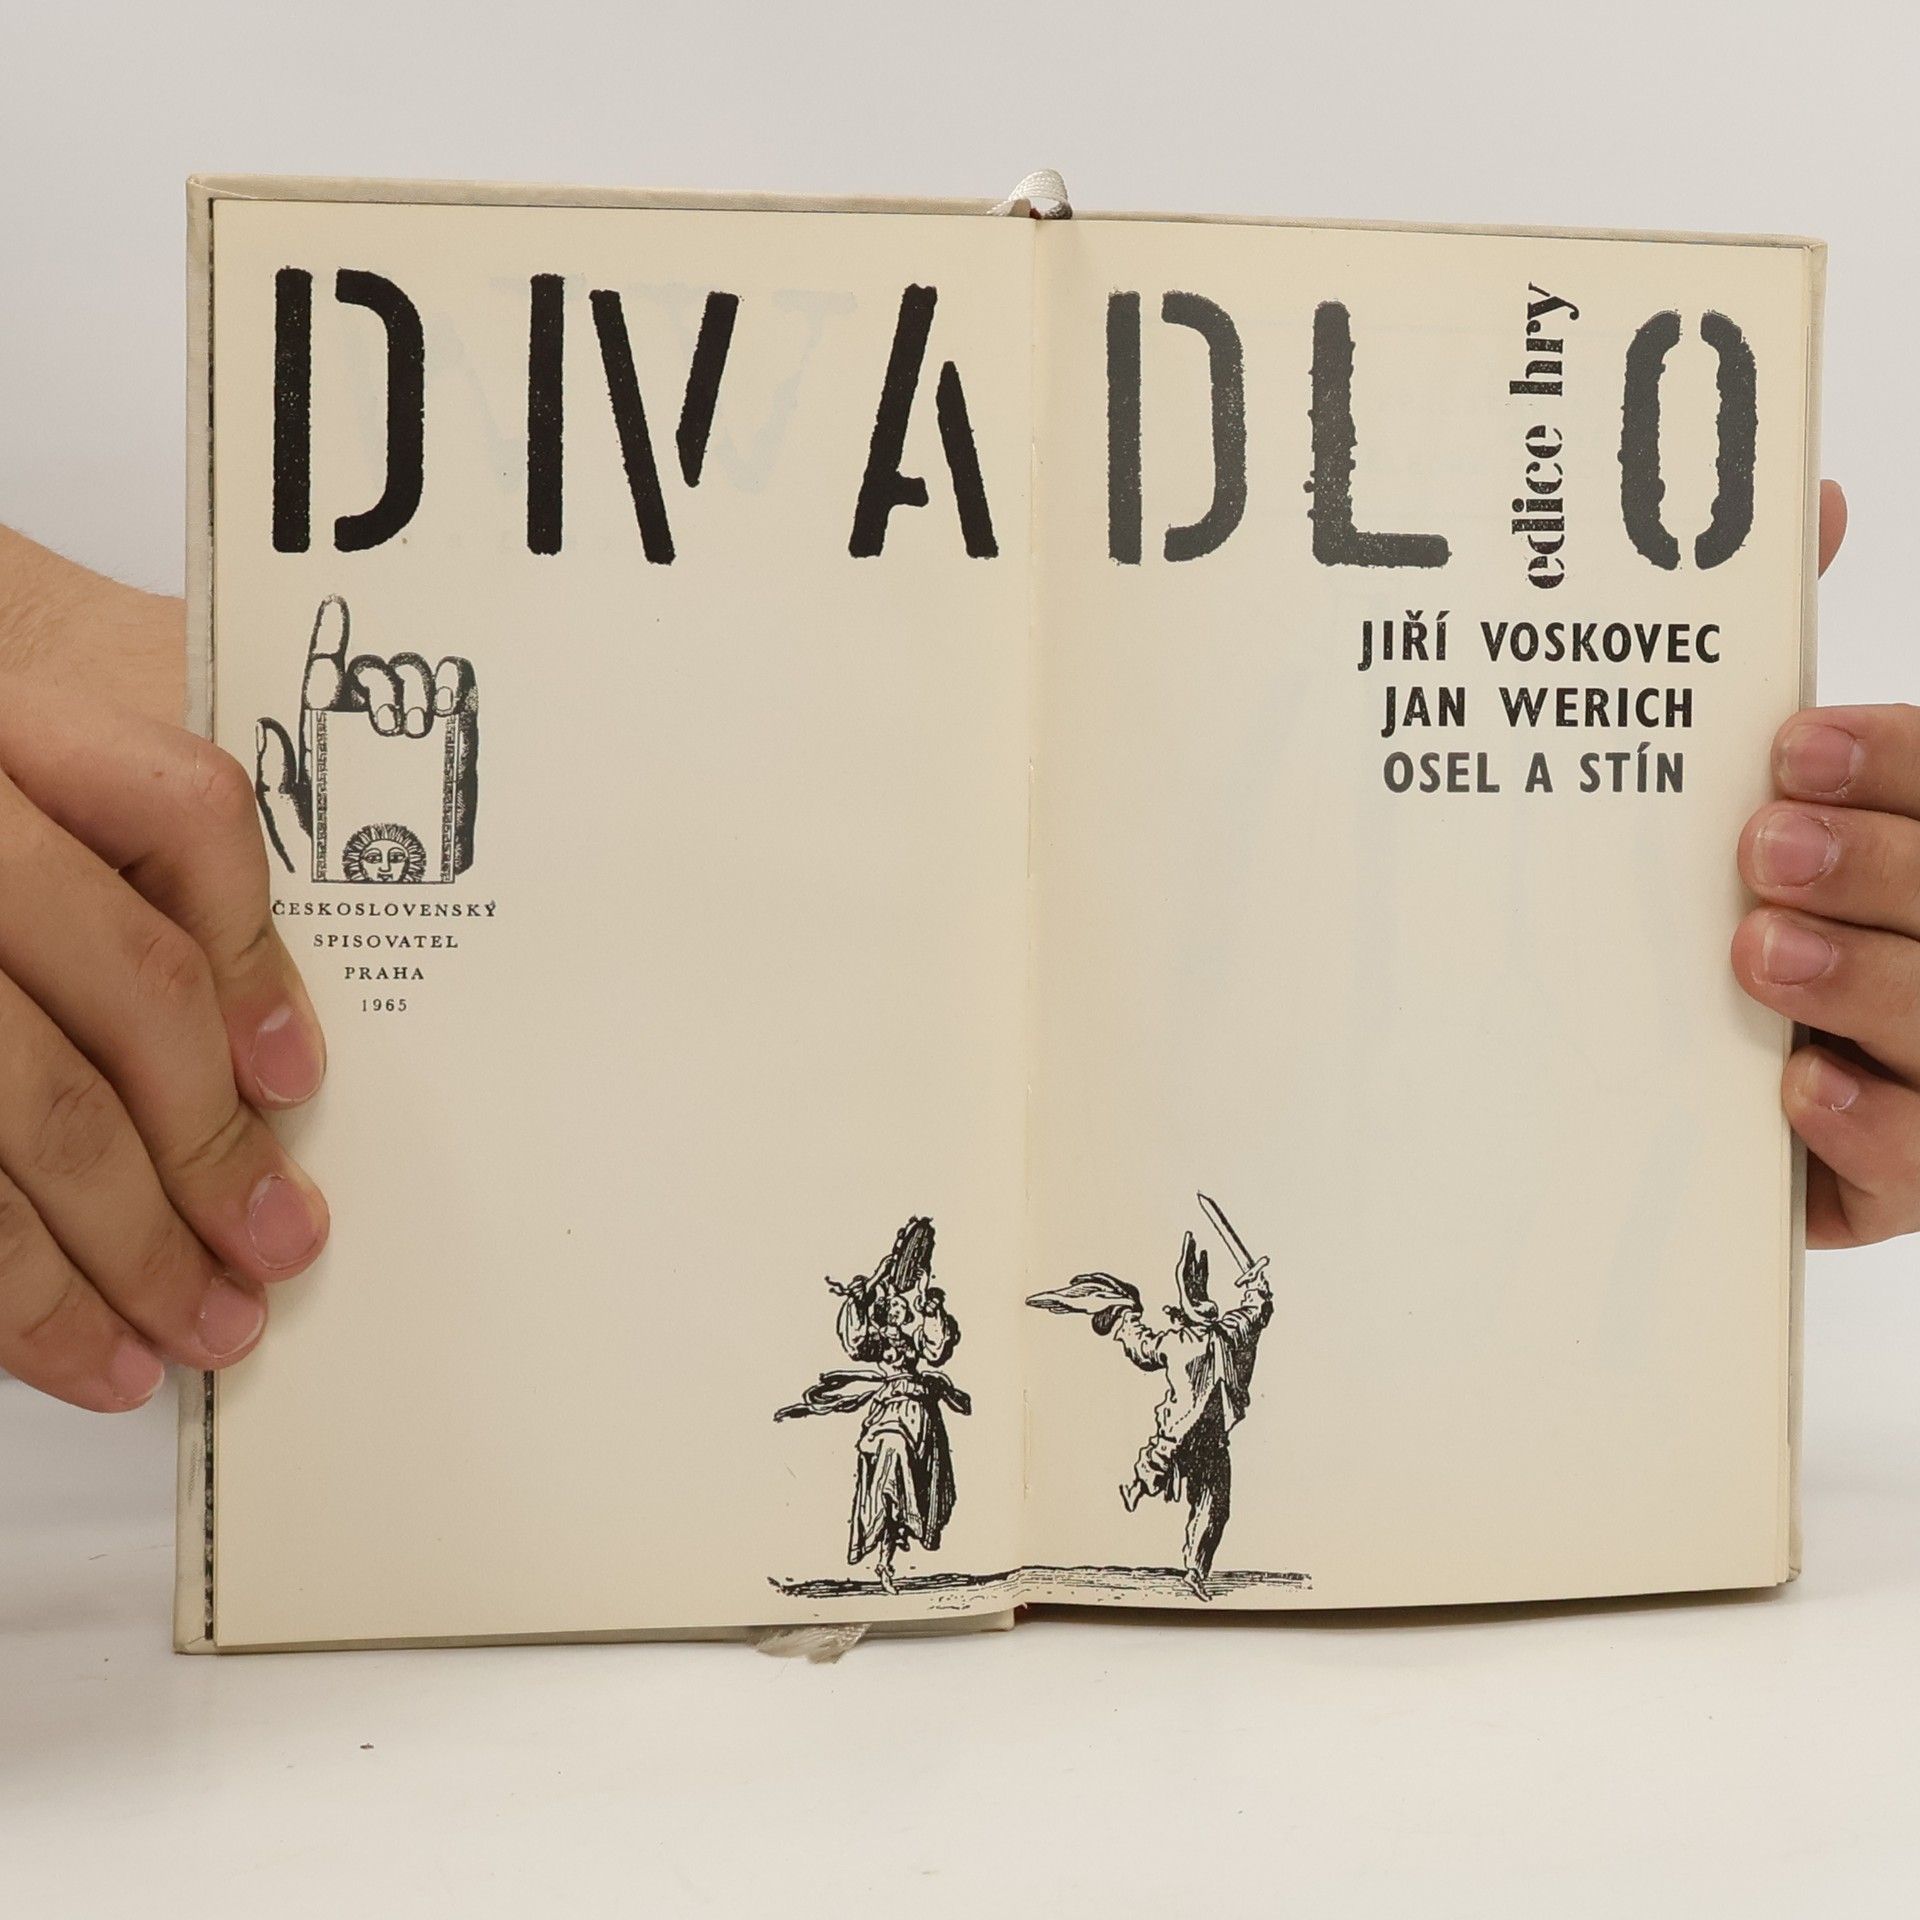 DIVADLO
edice hry
JIŘÍ VOSKOVEC
JAN WERICH
OSEL A STÍN
ČESKOSLOVENSKÝ
SPISOVATEL
PRAHA
1965